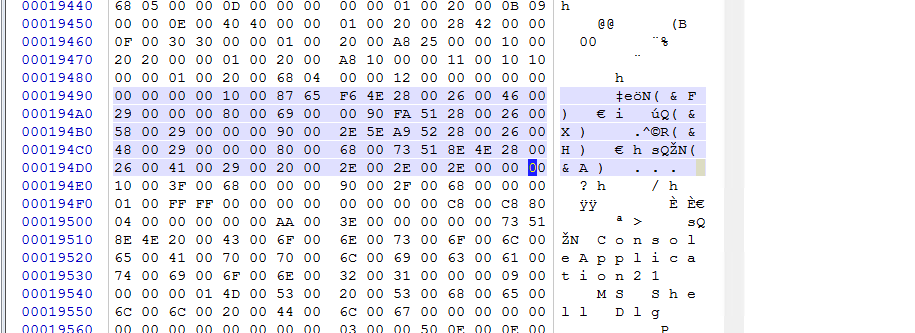 00019440 68 05 00 00 0D 00 00 00 00 00 01 00 20 00 0B 09 h
00019450 00 00 0E 00 40 40 00 00 01 00 20 00 28 42 00 00 @@ (B
00019460 0F 00 30 30 00 00 01 00 20 00 A8 25 00 00 10 00 00 ¨%
00019470 20 20 00 00 01 00 20 00 A8 10 00 00 11 00 10 10 ¨
00019480 00 00 01 00 20 00 68 04 00 00 12 00 00 00 00 00 h
00019490 00 00 00 00 10 00 87 65 F6 4E 28 00 26 00 46 00 ‡eöN( & F
000194A0 29 00 00 00 80 00 69 00 00 90 FA 51 28 00 26 00 ) € i úQ( &
000194B0 58 00 29 00 00 00 90 00 2E 5E A9 52 28 00 26 00 X ) .^©R( &
000194C0 48 00 29 00 00 00 80 00 68 00 73 51 8E 4E 28 00 H ) € h sQŽN(
000194D0 26 00 41 00 29 00 20 00 2E 00 2E 00 2E 00 00 00 & A ) . . .
000194E0 10 00 3F 00 68 00 00 00 90 00 2F 00 68 00 00 00 ? h / h
000194F0 01 00 FF FF 00 00 00 00 00 00 00 00 C8 00 C8 80 ÿÿ È È€
00019500 04 00 00 00 00 00 AA 00 3E 00 00 00 00 00 73 51 ª > sQ
00019510 8E 4E 20 00 43 00 6F 00 6E 00 73 00 6F 00 6C 00 ŽN C o n s o l
00019520 65 00 41 00 70 00 70 00 6C 00 69 00 63 00 61 00 e A p p l i c a
00019530 74 00 69 00 6F 00 6E 00 32 00 31 00 00 00 09 00 t i o n 2 1
00019540 00 00 00 01 4D 00 53 00 20 00 53 00 68 00 65 00 M S S h e
00019550 6C 00 6C 00 20 00 44 00 6C 00 67 00 00 00 00 00 l l D l g
00019560 00 00 00 00 00 00 00 00 03 00 00 50 0E 00 0E 00 P